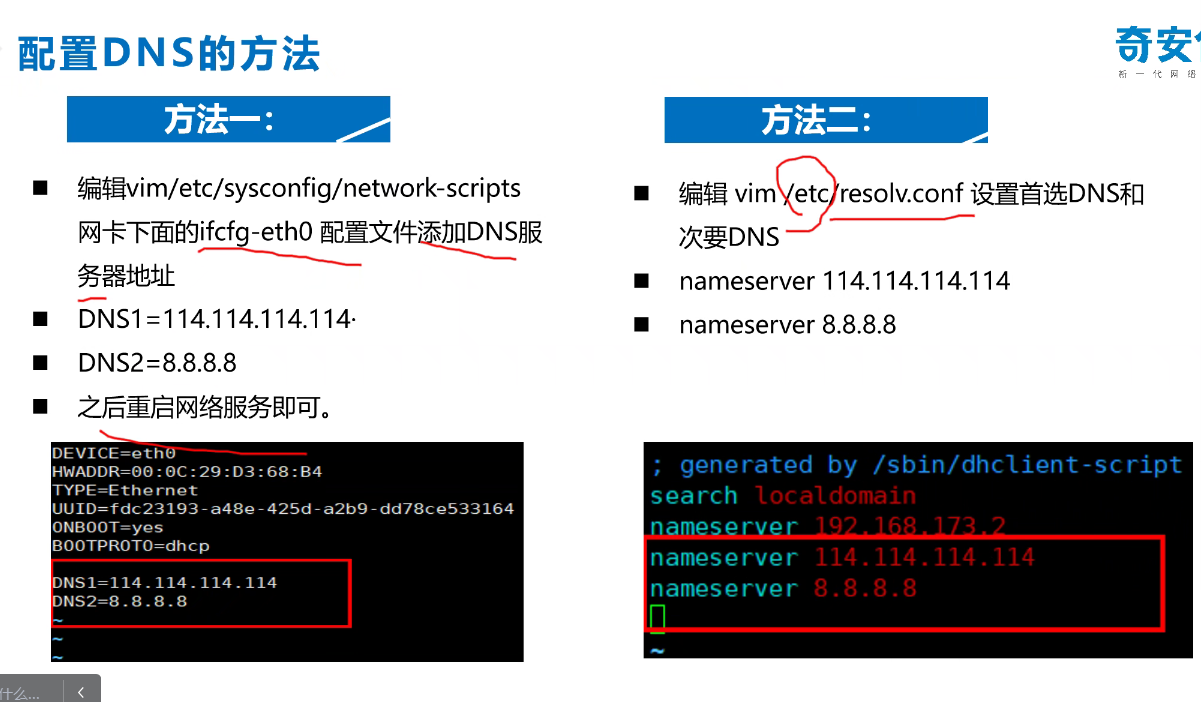 配置DNS的方法
奇安
新一代网络
方法一：
编辑vim/etc/sysconfig/network-scripts
网卡下面的ifcfg-eth0 配置文件添加DNS服
务器地址
DNS1=114.114.114.114·
DNS2=8.8.8.8
之后重启网络服务即可。
DEVICE=eth0
HWADDR=00:0C:29:D3:68:B4
TYPE=Ethernet
UUID=fdc23193-a48e-425d-a2b9-dd78ce533164
ONBOOT=yes
BOOTPROTO=dhcp
DNS1=114.114.114.114
DNS2=8.8.8.8
~
~
~
方法二：
编辑 vim /etc/resolv.conf 设置首选DNS和
次要DNS
nameserver 114.114.114.114
nameserver 8.8.8.8
; generated by /sbin/dhclient-script
search localdomain
nameserver 192.168.173.2
nameserver 114.114.114.114
nameserver 8.8.8.8
~
什么...